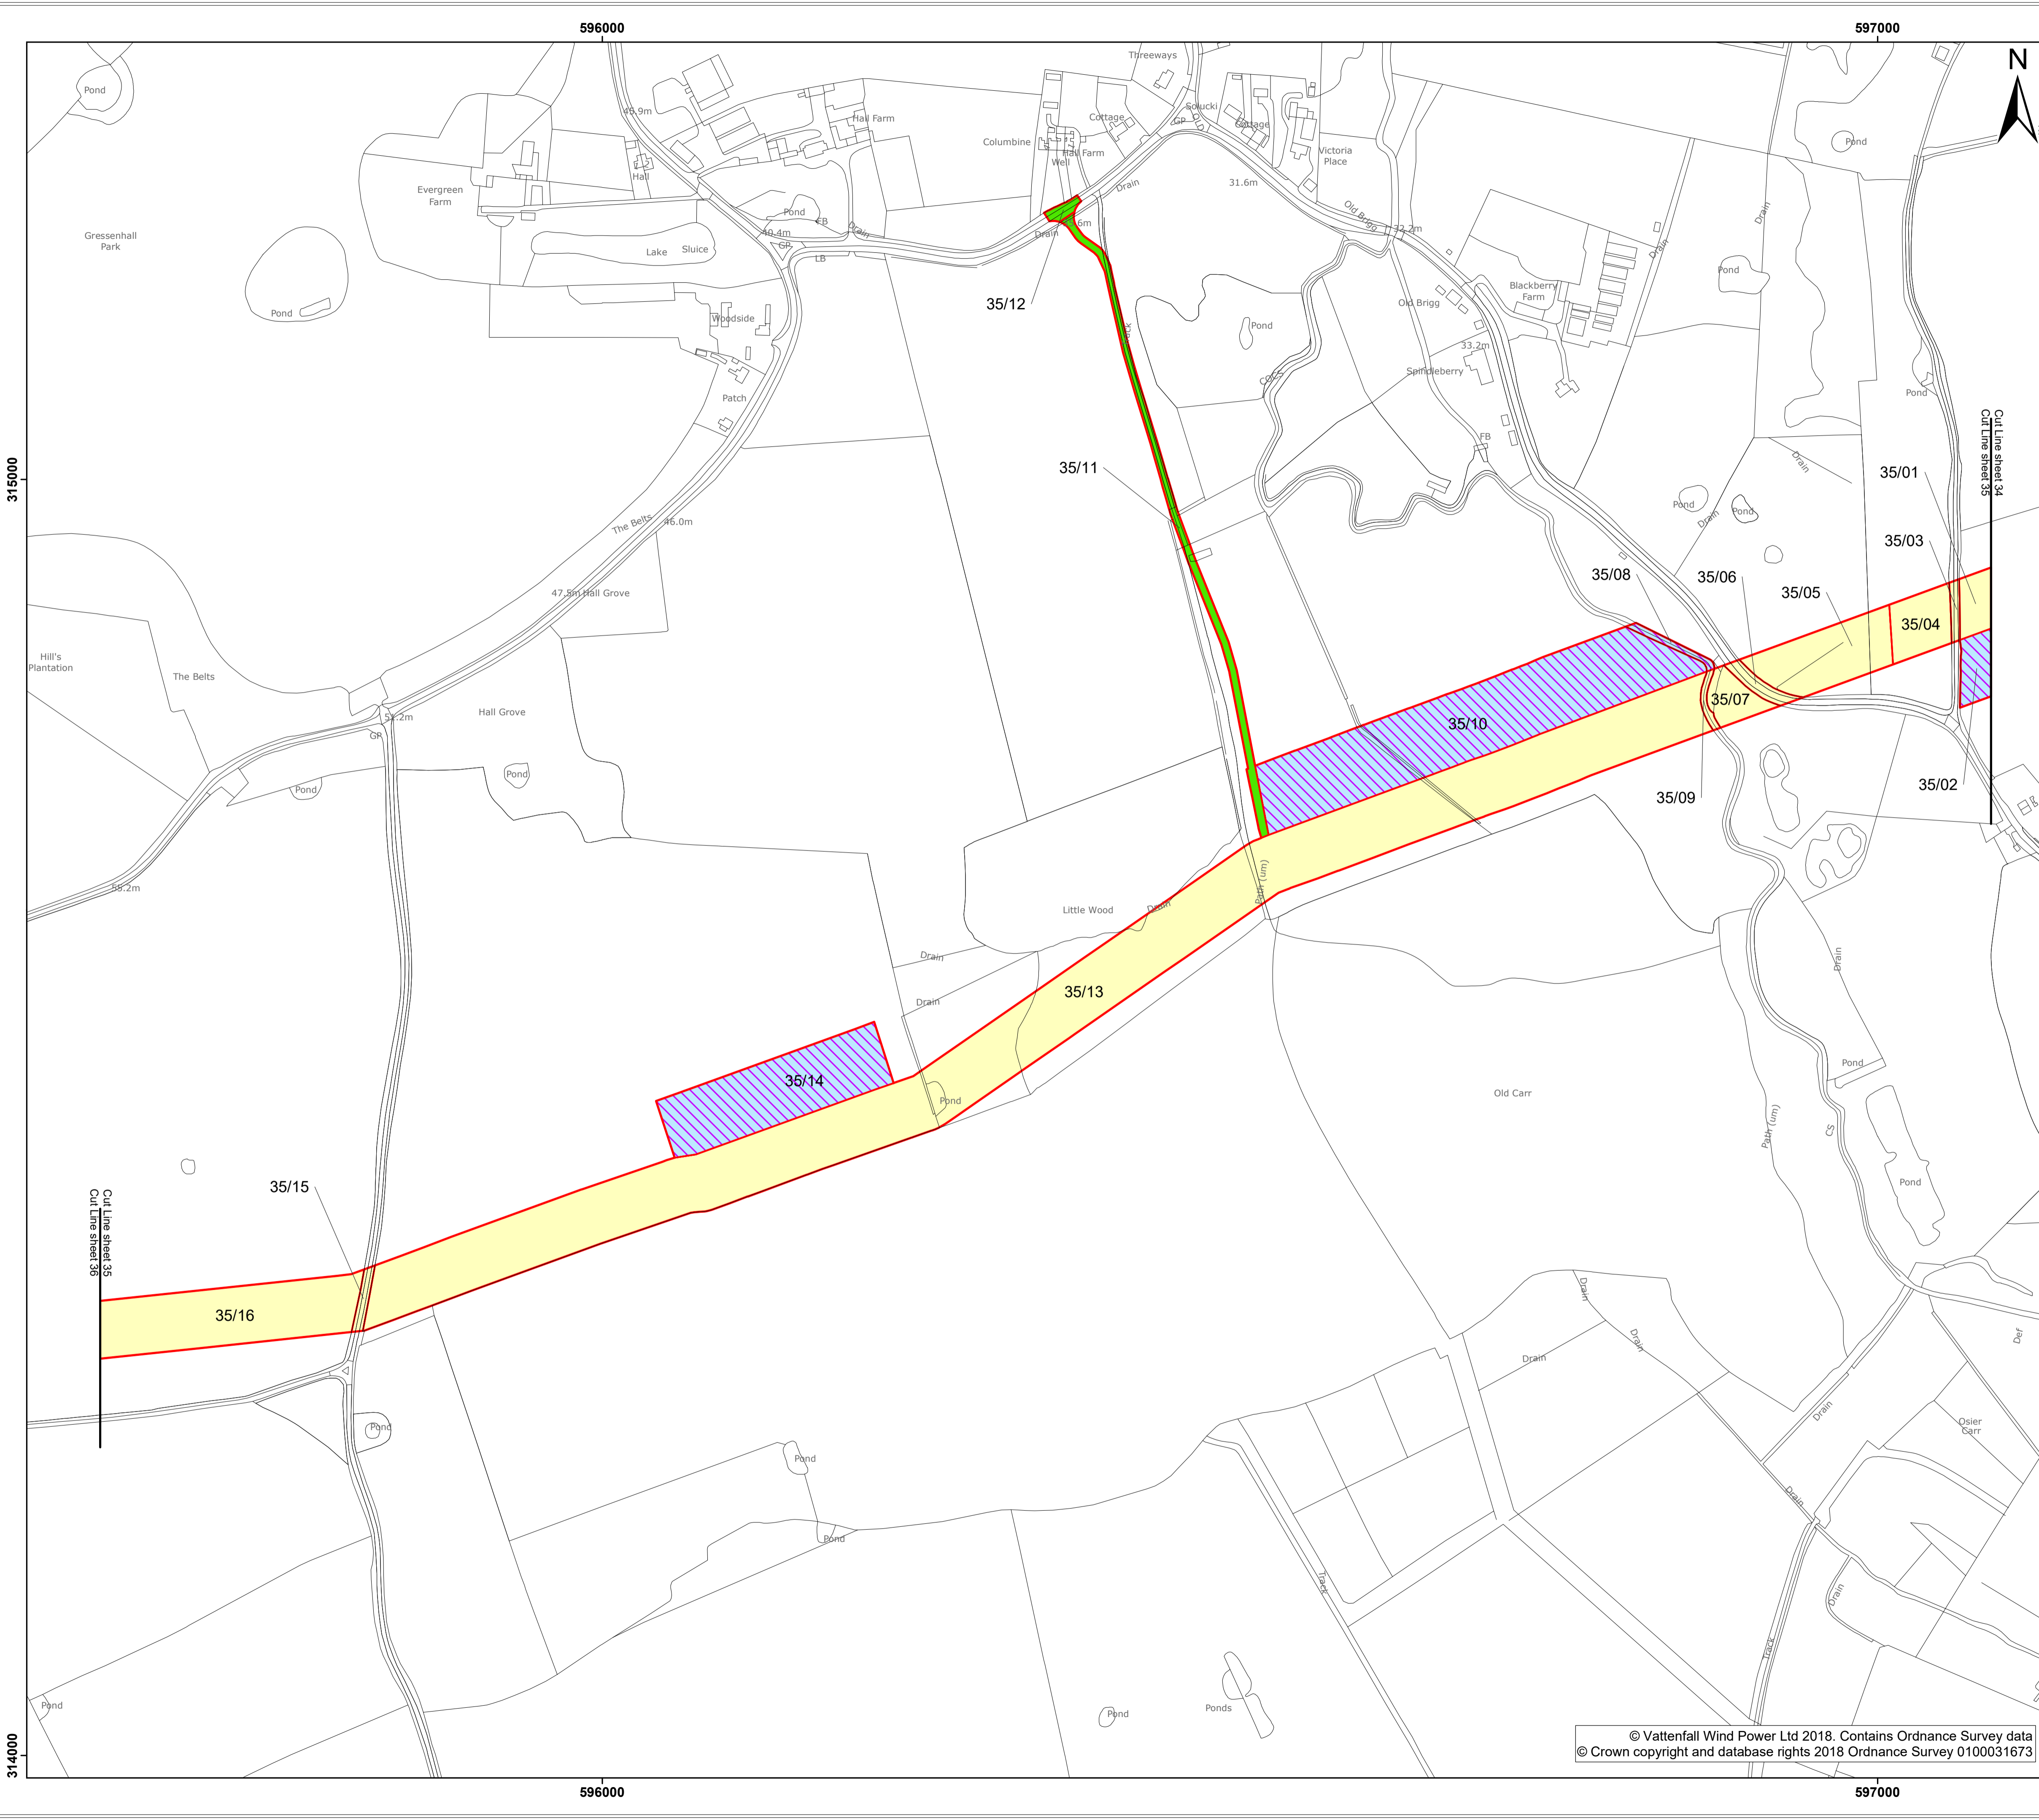 596000
597000
N
Threeways
Pond
45.9m
Hall Farm
Solucki
GP
Cottage
Cottage
Columbine
Hall Farm
Well
Victoria
Place
Pond
Hall
Evergreen
Farm
Drain
31.6m
Pond
FB
Drain
40.4m
GP
Drain
Old Brigg
32.2m
Drain
Drain
Gressenhall
Park
Lake
Sluice
LB
35/12
Pond
Blackberry
Farm
Old Brigg
Pond
Woodside
Pond
33.2m
Spindleberry
Patch
Pond
FB
Cut Line sheet 34
Cut Line sheet 35
315000
35/11
35/01
Drain
Pond
Pond
Drain
The Belts
46.0m
35/03
35/08
35/06
35/05
47.5m
Hall Grove
35/04
Hill's
Plantation
The Belts
35/07
Hall Grove
51.2m
GP
35/10
Pond
Pond
35/09
35/02
55.2m
Path (um)
Little Wood
Drain
Drain
Drain
35/13
Drain
Pond
35/14
Pond
Old Carr
Path (um)
CS
Pond
35/15
Cut Line sheet 35
Cut Line sheet 36
35/16
Drain
Drain
Drain
Def
Drain
Osier
Carr
Pond
Pond
Drain
Pond
Track
Drain
Track
Pond
Pond
Ponds
314000
© Vattenfall Wind Power Ltd 2018. Contains Ordnance Survey data
© Crown copyright and database rights 2018 Ordnance Survey 0100031673
596000
597000